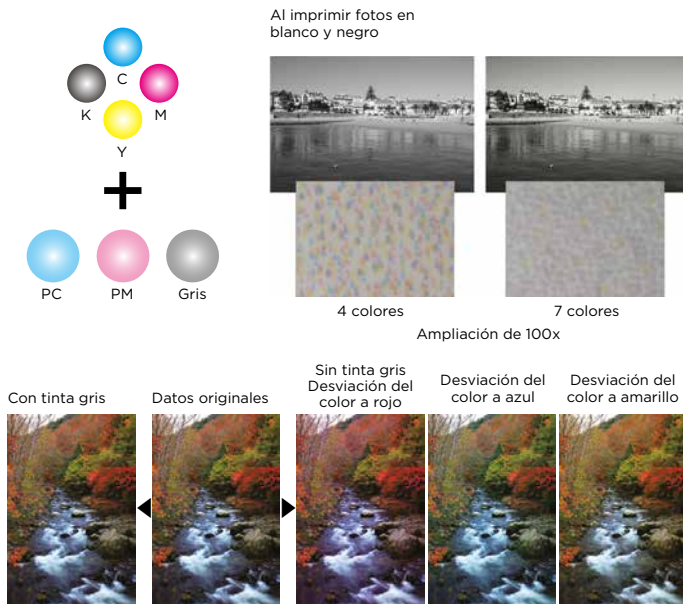 C
K
M
Y
PC
PM
Gris
Al imprimir fotos en
blanco y negro
4 colores
7 colores
Ampliación de 100x
Con tinta gris
Datos originales
Sin tinta gris
Desviación del
color a rojo
Desviación del
color a azul
Desviación del
color a amarillo